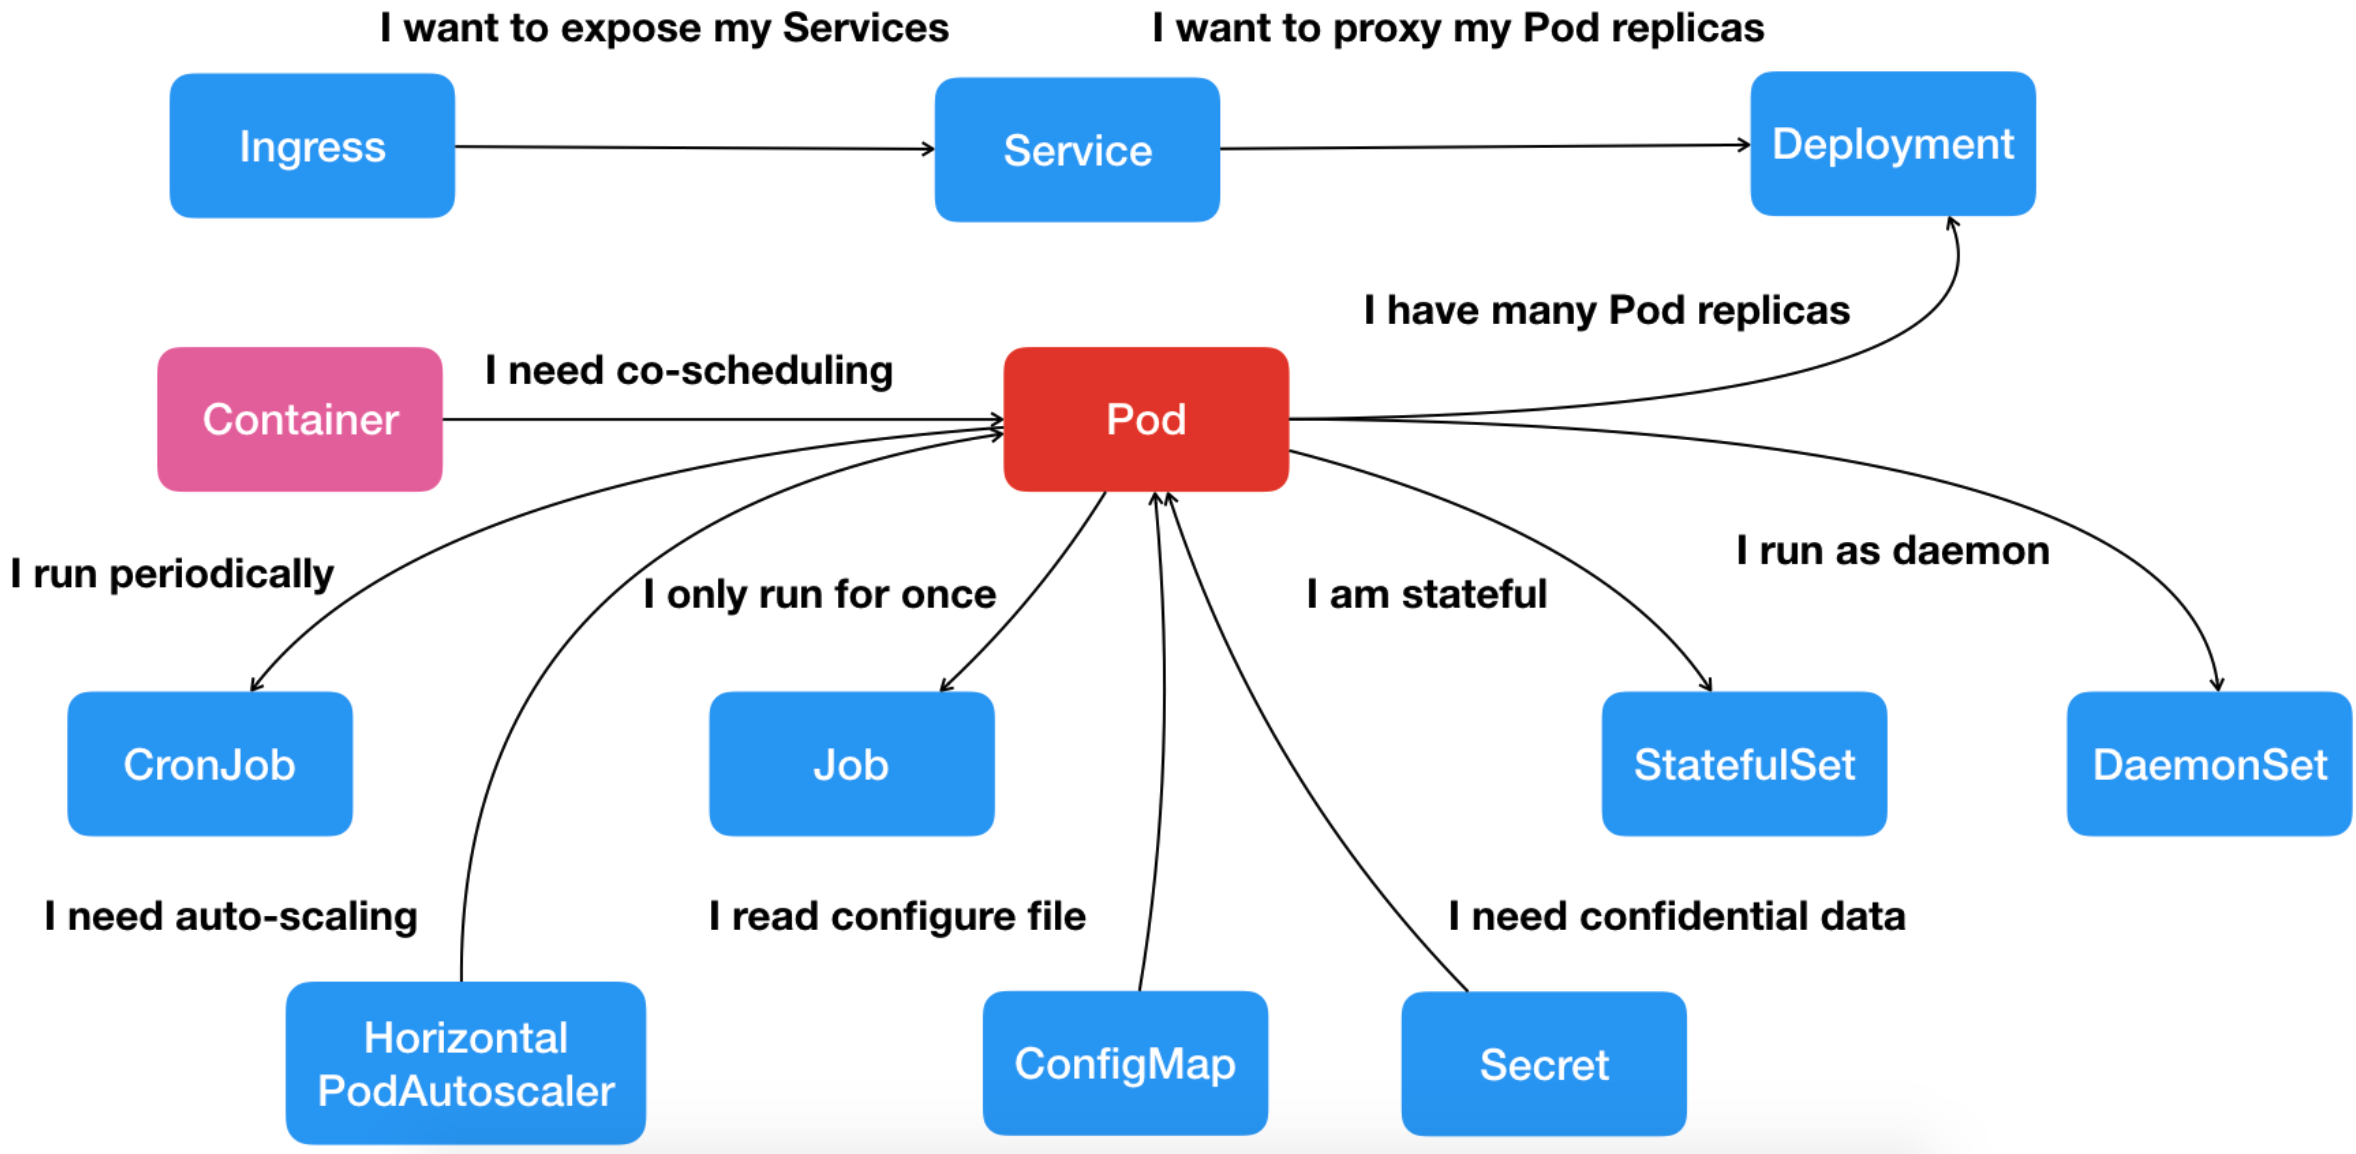 I want to expose my Services
I want to proxy my Pod replicas
Ingress
Service
Deployment
I have many Pod replicas
I need co-scheduling
Container
Pod
I run periodically
I only run for once
I am stateful
I run as daemon
CronJob
Job
StatefulSet
DaemonSet
I need auto-scaling
I read configure file
I need confidential data
Horizontal
PodAutoscaler
ConfigMap
Secret